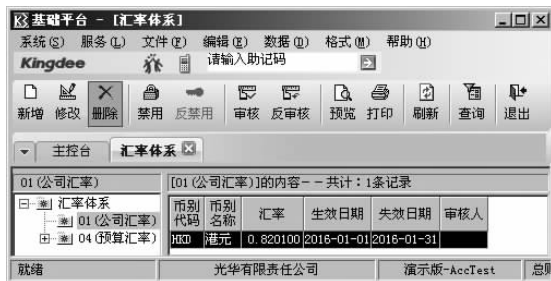 K3 基础平台 - [汇率体系]
系统(S) 服务(L) 文件(F) 编辑(E) 数据(D) 格式(M) 帮助(H)
Kingdee 请输入助记码
新增 修改 删除 禁用 反禁用 审核 反审核 预览 打印 刷新 查询 退出
主控台 汇率体系
01(公司汇率) [01(公司汇率)]的内容--共计:1条记录
汇率体系
01(公司汇率)
04(预算汇率)
币别代码 币别名称 汇率 生效日期 失效日期 审核人
HKD 港元 0.820100 2016-01-01 2016-01-31
就绪 光华有限责任公司 演示版-AccTest 总账